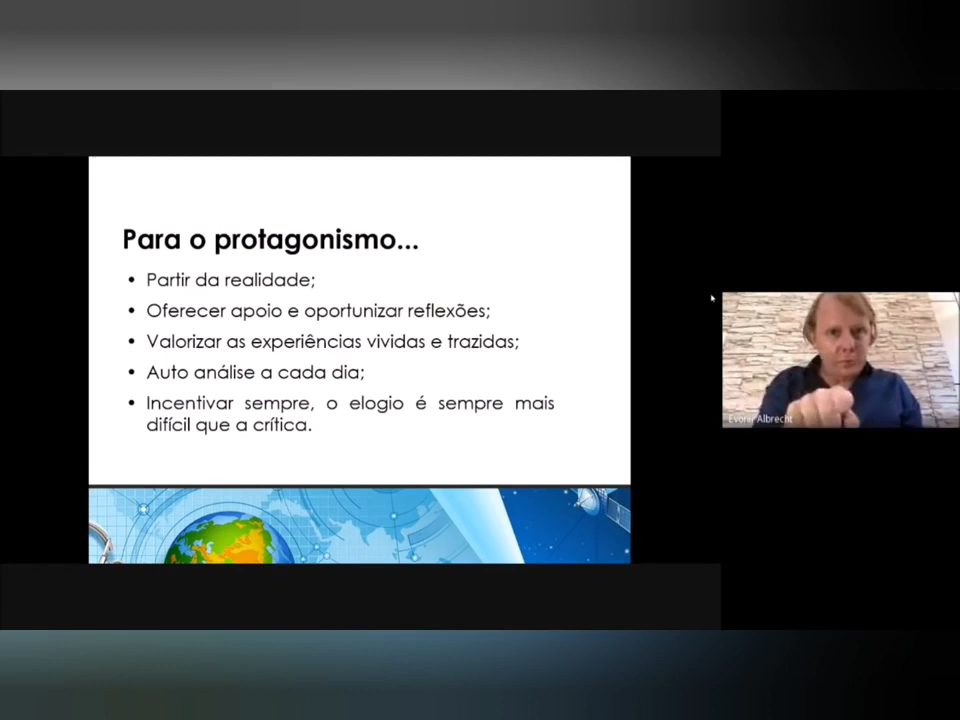 Para o protagonismo...
• Partir da realidade;
• Oferecer apoio e oportunizar reflexões;
• Valorizar as experiências vividas e trazidas;
• Auto análise a cada dia;
• Incentivar sempre, o elogio é sempre mais
difícil que a crítica.
Evonir Albrecht